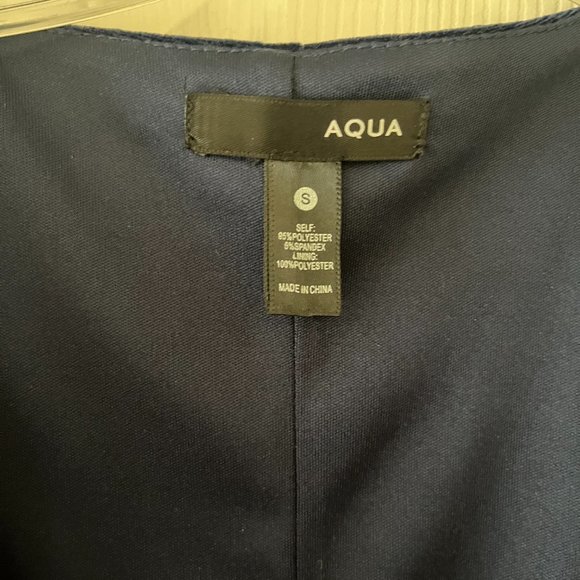 AQUA
S
SELF:
95%POLYESTER
5%SPANDEX
LINING:
100%POLYESTER
MADE IN CHINA